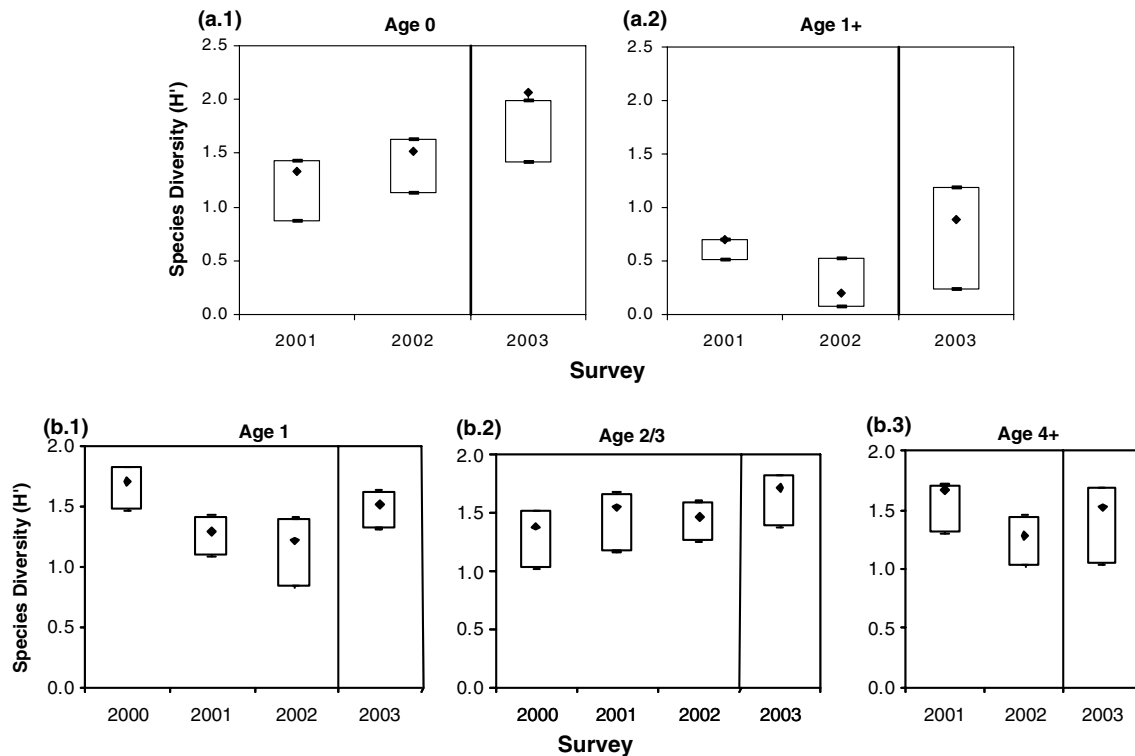 (a.1)
Age 0
2.5
2.0
1.5
1.0
0.5
0.0
Species Diversity (H')
2001 2002 2003
(a.2)
Age 1+
2.5
2.0
1.5
1.0
0.5
0.0
2001 2002 2003
Survey
(b.1)
Age 1
2.0
1.5
1.0
0.5
0.0
Species Diversity (H')
2000 2001 2002 2003
(b.2)
Age 2/3
2.0
1.5
1.0
0.5
0.0
2000 2001 2002 2003
(b.3)
Age 4+
2.0
1.5
1.0
0.5
0.0
2001 2002 2003
Survey